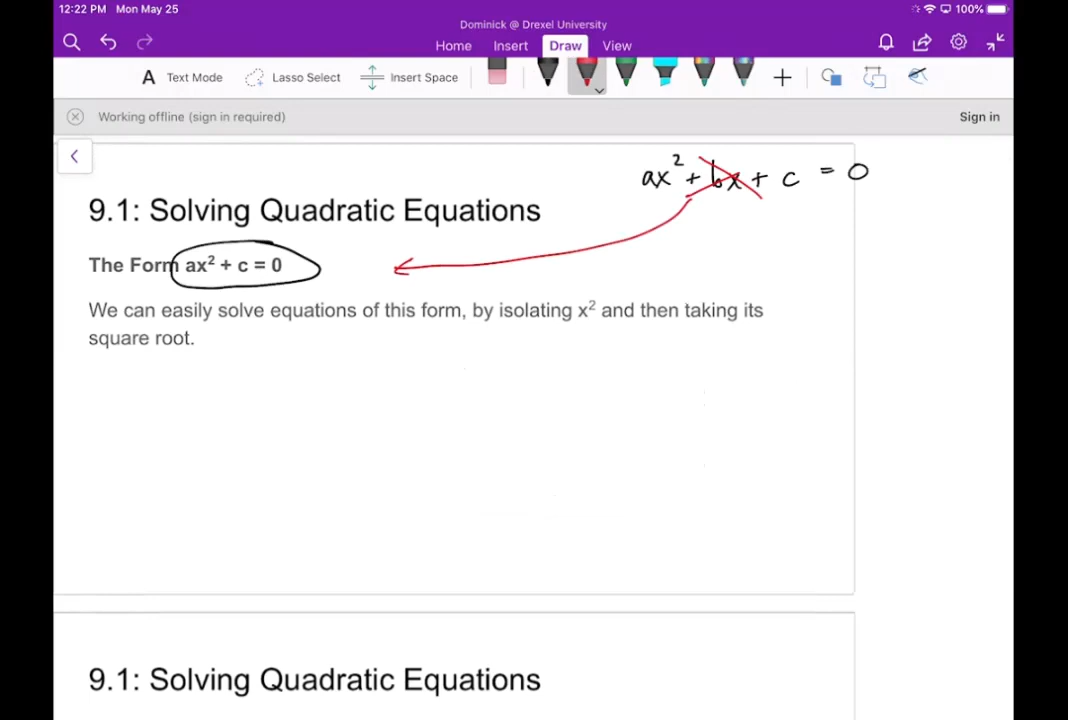 12:22 PM Mon May 25
100%
Dominick @ Drexel University
Home Insert Draw View
Text Mode Lasso Select Insert Space
Working offline (sign in required)
Sign in
ax² + bx + c = 0
9.1: Solving Quadratic Equations
The Form ax² + c = 0
We can easily solve equations of this form, by isolating x² and then taking its
square root.
9.1: Solving Quadratic Equations